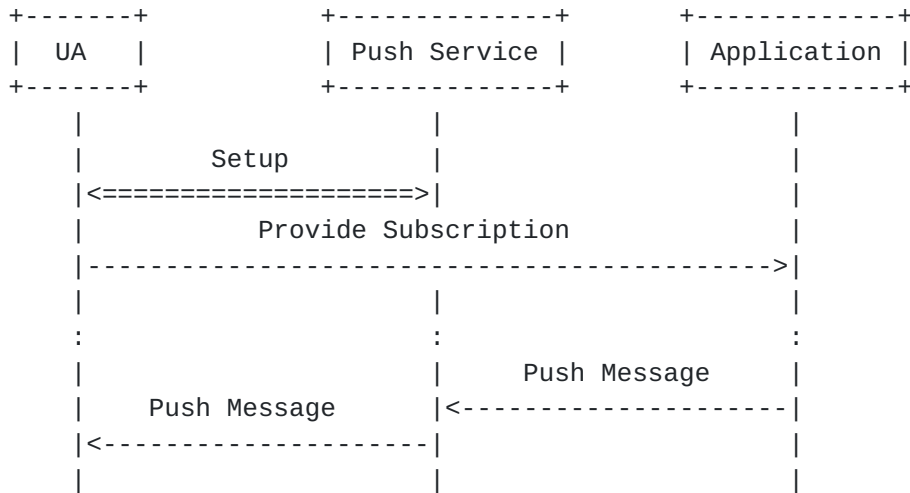 UA Push Service Application
Setup
Provide Subscription
Push Message
Push Message